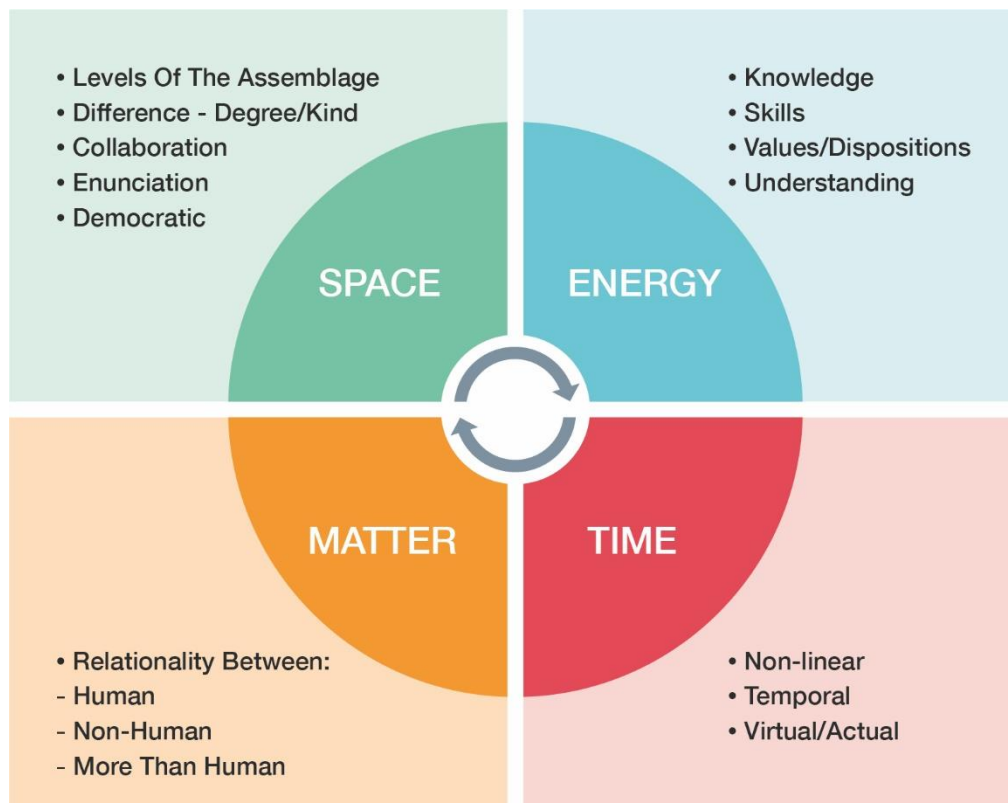 • Levels Of The Assemblage
• Difference - Degree/Kind
• Collaboration
• Enunciation
• Democratic
SPACE
• Knowledge
• Skills
• Values/Dispositions
• Understanding
ENERGY
MATTER
• Relationality Between:
- Human
- Non-Human
- More Than Human
TIME
• Non-linear
• Temporal
• Virtual/Actual